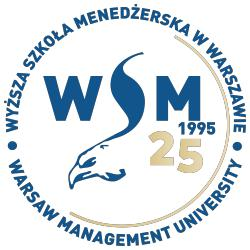 WYŻSZA SZKOŁA MENEDŻERSKA W WARSZAWIE
WSM
1995
25
WARSAW MANAGEMENT UNIVERSITY